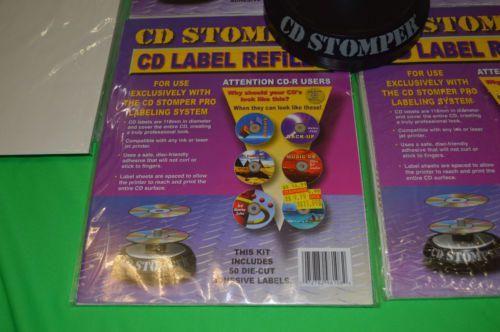 ADHESIVE
CD STOMPER
CD LABEL REFILL
FOR USE
EXCLUSIVELY WITH
THE CD STOMPER PRO
LABELING SYSTEM
• CD labels are 118mm in diameter
and cover the entire CD, creating
a truly professional look.
• Compatible with any ink or laser
jet printer.
• Uses a safe, disc-friendly
adhesive that will not curl or
stick to fingers.
• Label sheets are spaced to allow
the printer to reach and print the
entire CD surface.
ATTENTION CD-R USERS
Why should your CD's
look like this?
When they can look like these!
BACK-UP
MUSIC CD
CD STOMPER
THIS KIT
INCLUDES
50 DIE-CUT
ADHESIVE LABELS.
CD STOMPER
CD LABEL
FOR USE
EXCLUSIVELY WITH
THE CD STOMPER PRO
LABELING SYSTEM
• CD labels are 118mm in diameter
and cover the entire CD, creating
a truly professional look.
• Compatible with any ink or laser
jet printer.
• Uses a safe, disc-friendly
adhesive that will not curl or
stick to fingers.
• Label sheets are spaced to allow
the printer to reach and print the
entire CD surface.
CD STOMPER